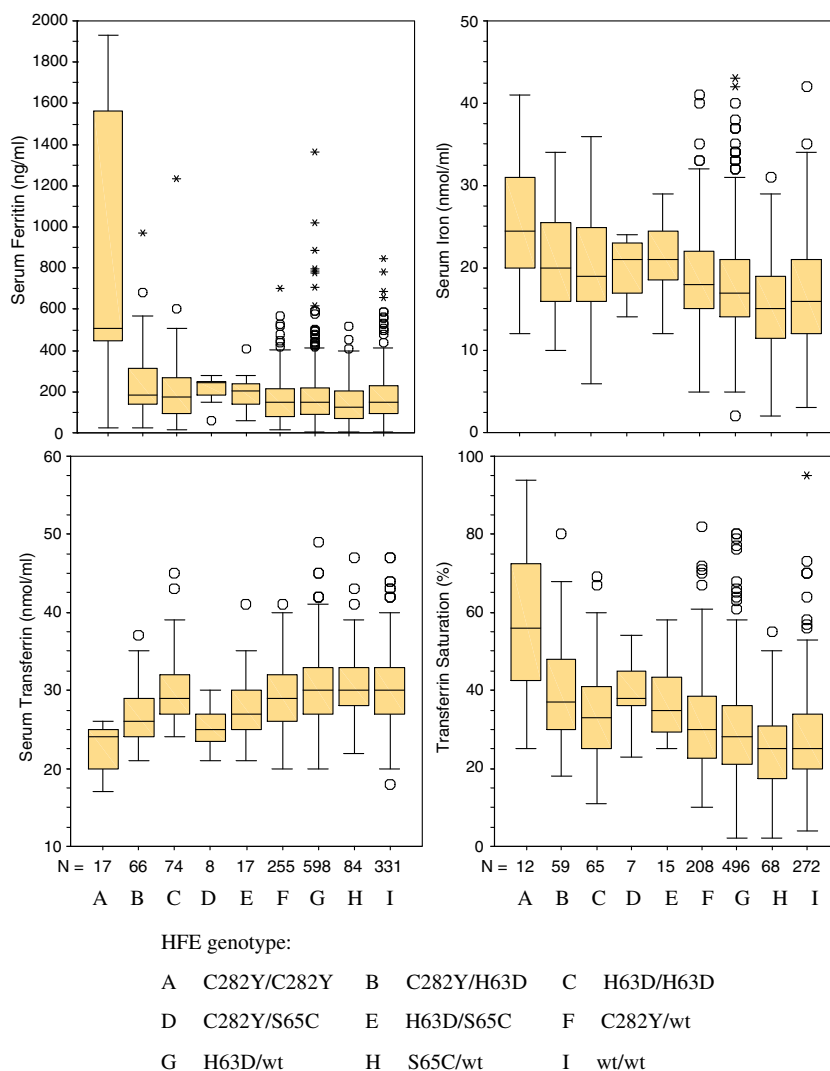 Serum Ferritin (ng/ml)
2000
1800
1600
1400
1200
1000
800
600
400
200
0
Serum Iron (nmol/ml)
50
40
30
20
10
0
Serum Transferrin (nmol/ml)
60
50
40
30
20
10
Transferrin Saturation (%)
100
80
60
40
20
0
N = 17 66 74 8 17 255 598 84 331
A B C D E F G H I
N = 12 59 65 7 15 208 496 68 272
A B C D E F G H I
HFE genotype:
A C282Y/C282Y B C282Y/H63D C H63D/H63D
D C282Y/S65C E H63D/S65C F C282Y/wt
G H63D/wt H S65C/wt I wt/wt